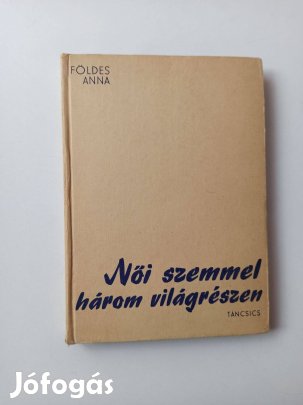 FÖLDES
ANNA
Női szemmel
három világrészen
TÁNCSICS
Jófogás